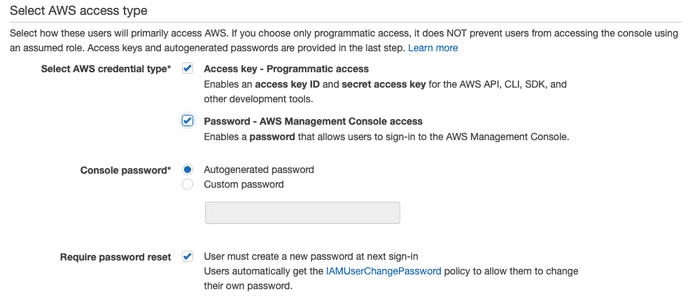 Select AWS access type
Select how these users will primarily access AWS. If you choose only programmatic access, it does NOT prevent users from accessing the console using
an assumed role. Access keys and autogenerated passwords are provided in the last step. Learn more
Select AWS credential type* Access key - Programmatic access
Enables an access key ID and secret access key for the AWS API, CLI, SDK, and
other development tools.
Password - AWS Management Console access
Enables a password that allows users to sign-in to the AWS Management Console.
Console password* Autogenerated password
Custom password
Require password reset User must create a new password at next sign-in
Users automatically get the IAMUserChangePassword policy to allow them to change
their own password.